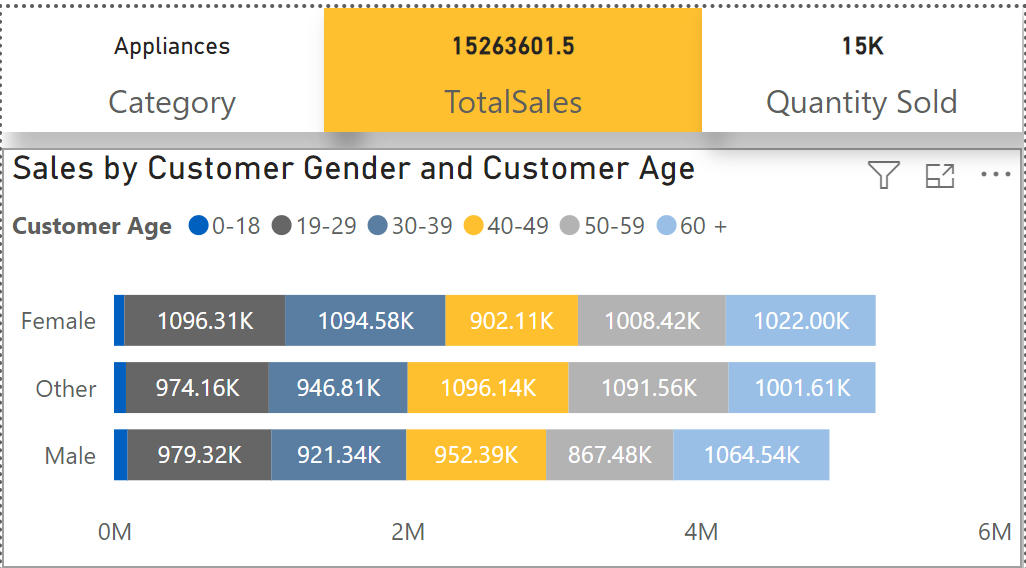 Appliances 15263601.5 15K
Category TotalSales Quantity Sold
Sales by Customer Gender and Customer Age
Customer Age 0-18 19-29 30-39 40-49 50-59 60 +
Female 1096.31K 1094.58K 902.11K 1008.42K 1022.00K
Other 974.16K 946.81K 1096.14K 1091.56K 1001.61K
Male 979.32K 921.34K 952.39K 867.48K 1064.54K
0M 2M 4M 6M